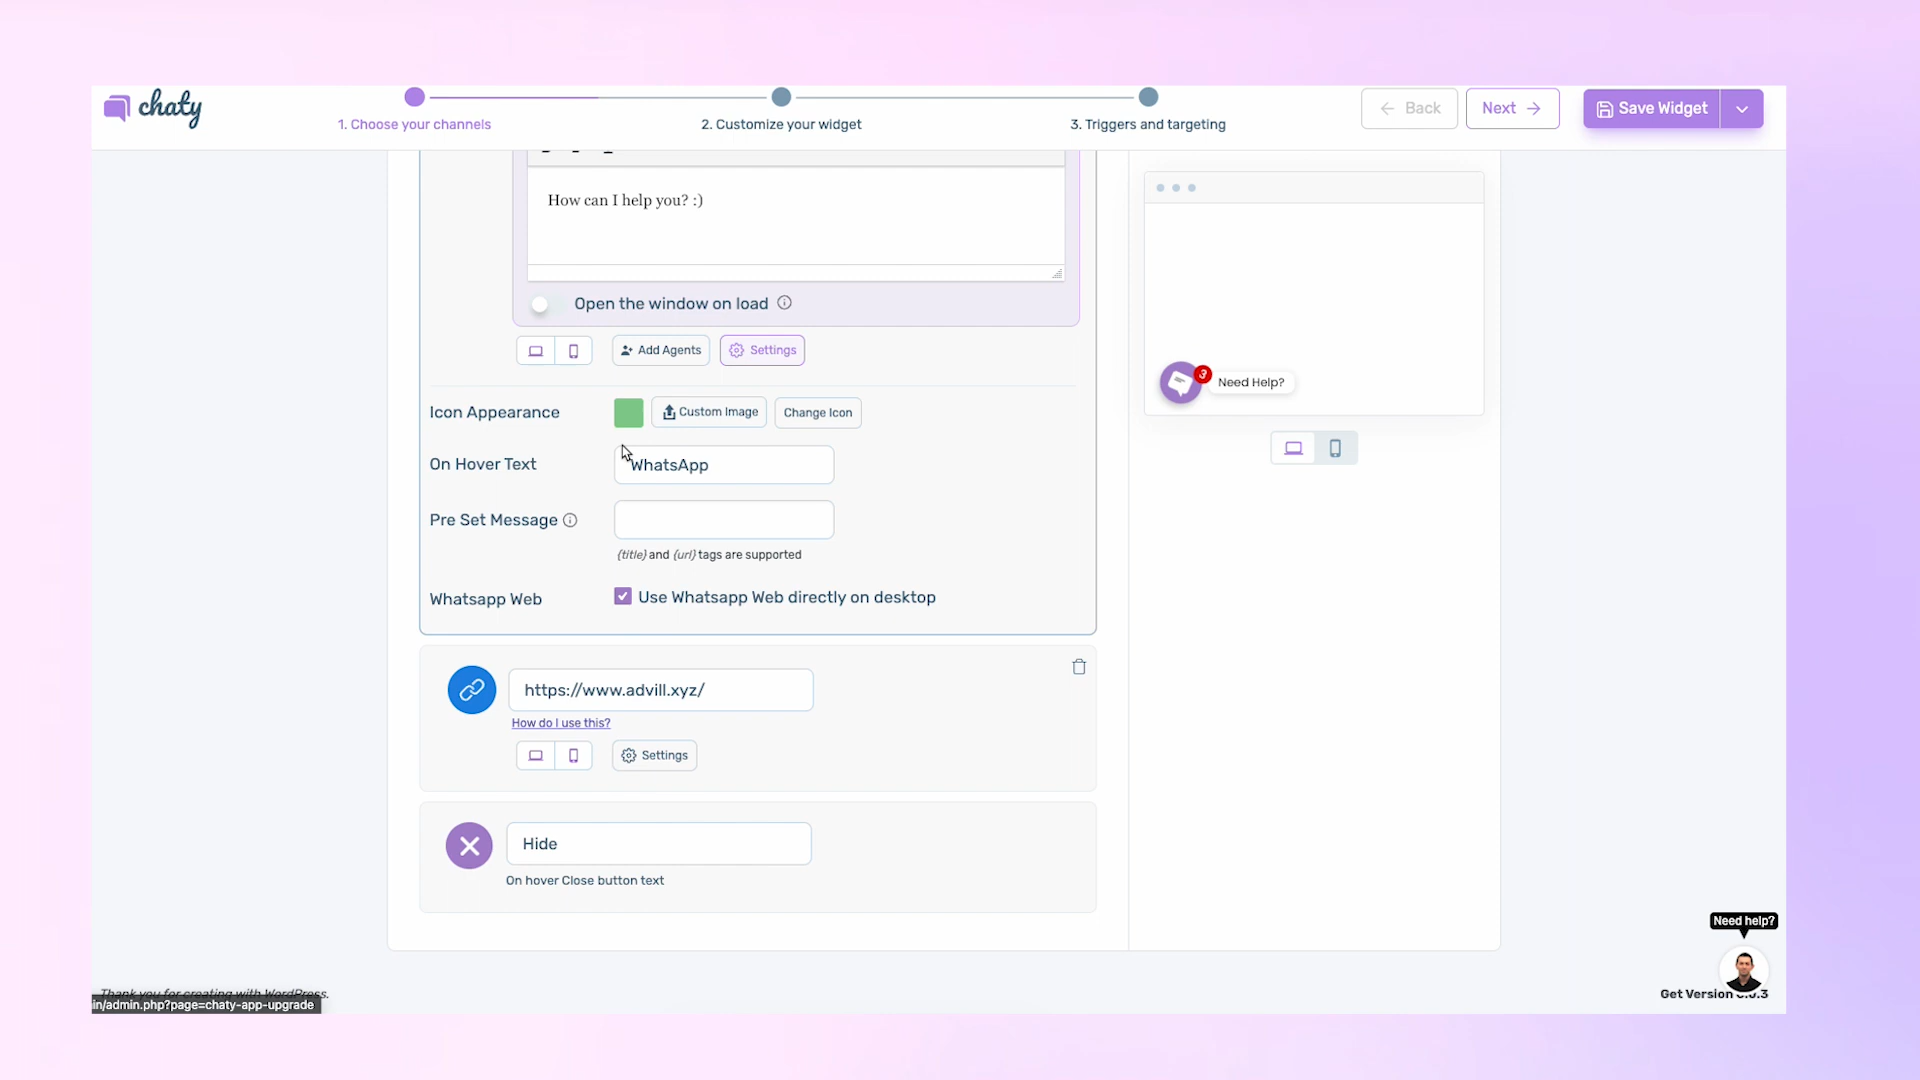 chaty
1. Choose your channels
2. Customize your widget
3. Triggers and targeting
Back
Next
Save Widget
How can I help you? :)
Open the window on load
Add Agents
Settings
3
Need Help?
Icon Appearance
Custom Image
Change Icon
On Hover Text
WhatsApp
Pre Set Message
{title} and {url} tags are supported
Whatsapp Web
Use Whatsapp Web directly on desktop
https://www.advill.xyz/
How do I use this?
Settings
Hide
On hover Close button text
Need help?
Thank you for creating with WordPress.
in/admin.php?page=chaty-app-upgrade
Get Version